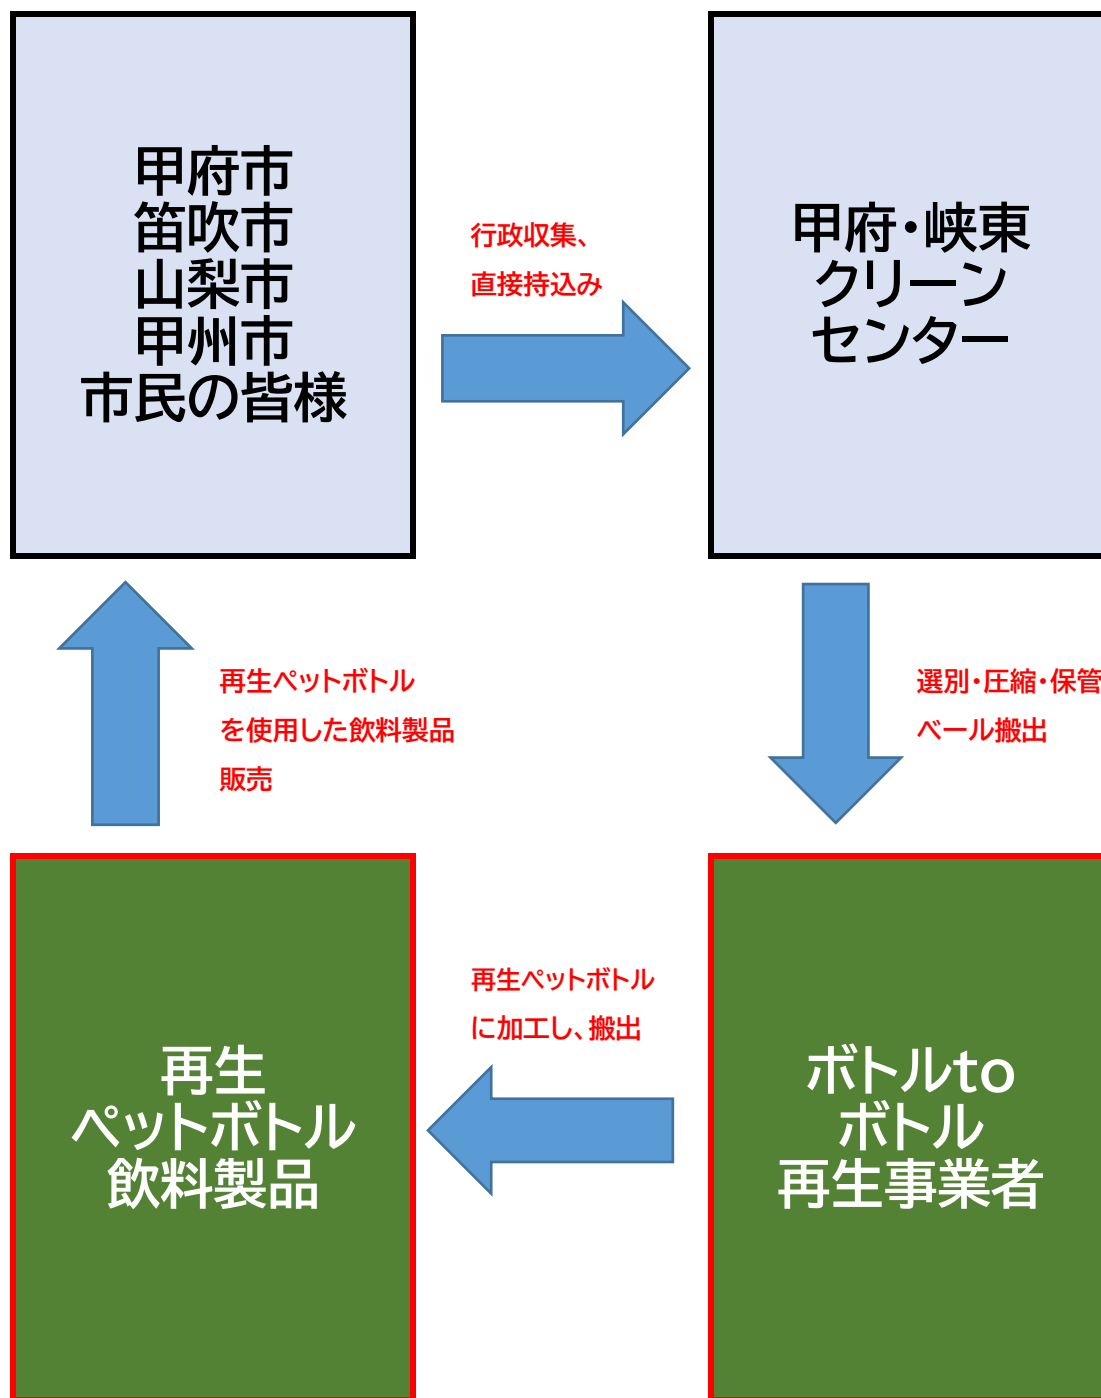 甲府市
笛吹市
山梨市
甲州市
市民の皆様
行政収集、
直接持込み
甲府・峡東
クリーン
センター
再生ペットボトル
を使用した飲料製品
販売
選別・圧縮・保管
ベール搬出
再生
ペットボトル
飲料製品
再生ペットボトル
に加工し、搬出
ボトルto
ボトル
再生事業者